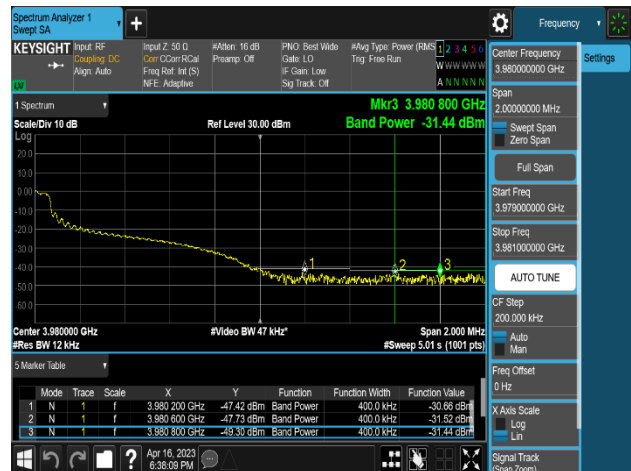 Spectrum Analyzer 1
Swept SA
+
Frequency
KEYSIGHT
Input: RF
Coupling: DC
Align: Auto
Input Z: 50 Ω
Corr CCorr RCal
Freq Ref: Int (S)
NFE: Adaptive
#Atten: 16 dB
Preamp: Off
PNO: Best Wide
Gate: LO
IF Gain: Low
Sig Track: Off
#Avg Type: Power (RMS
Trig: Free Run
1 2 3 4 5 6
W W W W W W
A N N N N N
LXI
1 Spectrum
Scale/Div 10 dB
Log
Ref Level 30.00 dBm
Mkr3 3.980 800 GHz
Band Power -31.44 dBm
20.0
10.0
0.00
-10.0
-20.0
-30.0
-40.0
-50.0
-60.0
1
2
3
Center 3.980000 GHz
#Res BW 12 kHz
#Video BW 47 kHz*
Span 2.000 MHz
#Sweep 5.01 s (1001 pts)
5 Marker Table
Mode Trace Scale X Y Function Function Width Function Value
1 N 1 f 3.980 200 GHz -47.42 dBm Band Power 400.0 kHz -30.66 dBm
2 N 1 f 3.980 600 GHz -47.73 dBm Band Power 400.0 kHz -31.52 dBm
3 N 1 f 3.980 800 GHz -49.30 dBm Band Power 400.0 kHz -31.44 dBm
?
Apr 16, 2023
6:38:09 PM
Center Frequency
3.980000000 GHz
Settings
Span
2.00000000 MHz
Swept Span
Zero Span
Full Span
Start Freq
3.979000000 GHz
Stop Freq
3.981000000 GHz
AUTO TUNE
CF Step
200.000 kHz
Auto
Man
Freq Offset
0 Hz
X Axis Scale
Log
Lin
Signal Track
(Span Zoom)